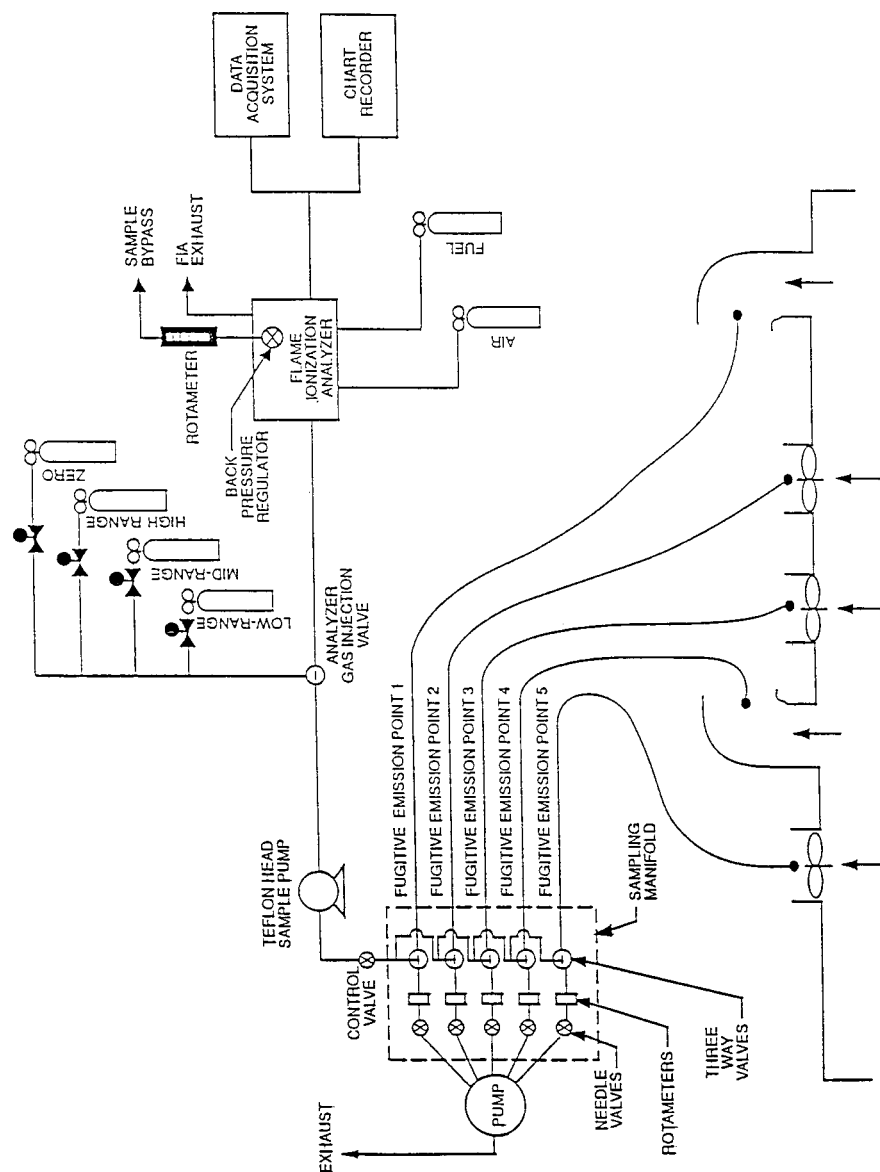 DATA
ACQUISITION
SYSTEM
CHART
RECORDER
SAMPLE
BYPASS
FIA
EXHAUST
ROTAMETER
FLAME
IONIZATION
ANALYZER
BACK
PRESSURE
REGULATOR
FUEL
AIR
ZERO
HIGH RANGE
MID-RANGE
LOW-RANGE
ANALYZER
GAS INJECTION
VALVE
TEFLON HEAD
SAMPLE PUMP
CONTROL
VALVE
FUGITIVE EMISSION POINT 1
FUGITIVE EMISSION POINT 2
FUGITIVE EMISSION POINT 3
FUGITIVE EMISSION POINT 4
FUGITIVE EMISSION POINT 5
SAMPLING
MANIFOLD
THREE
WAY
VALVES
ROTAMETERS
NEEDLE
VALVES
PUMP
EXHAUST